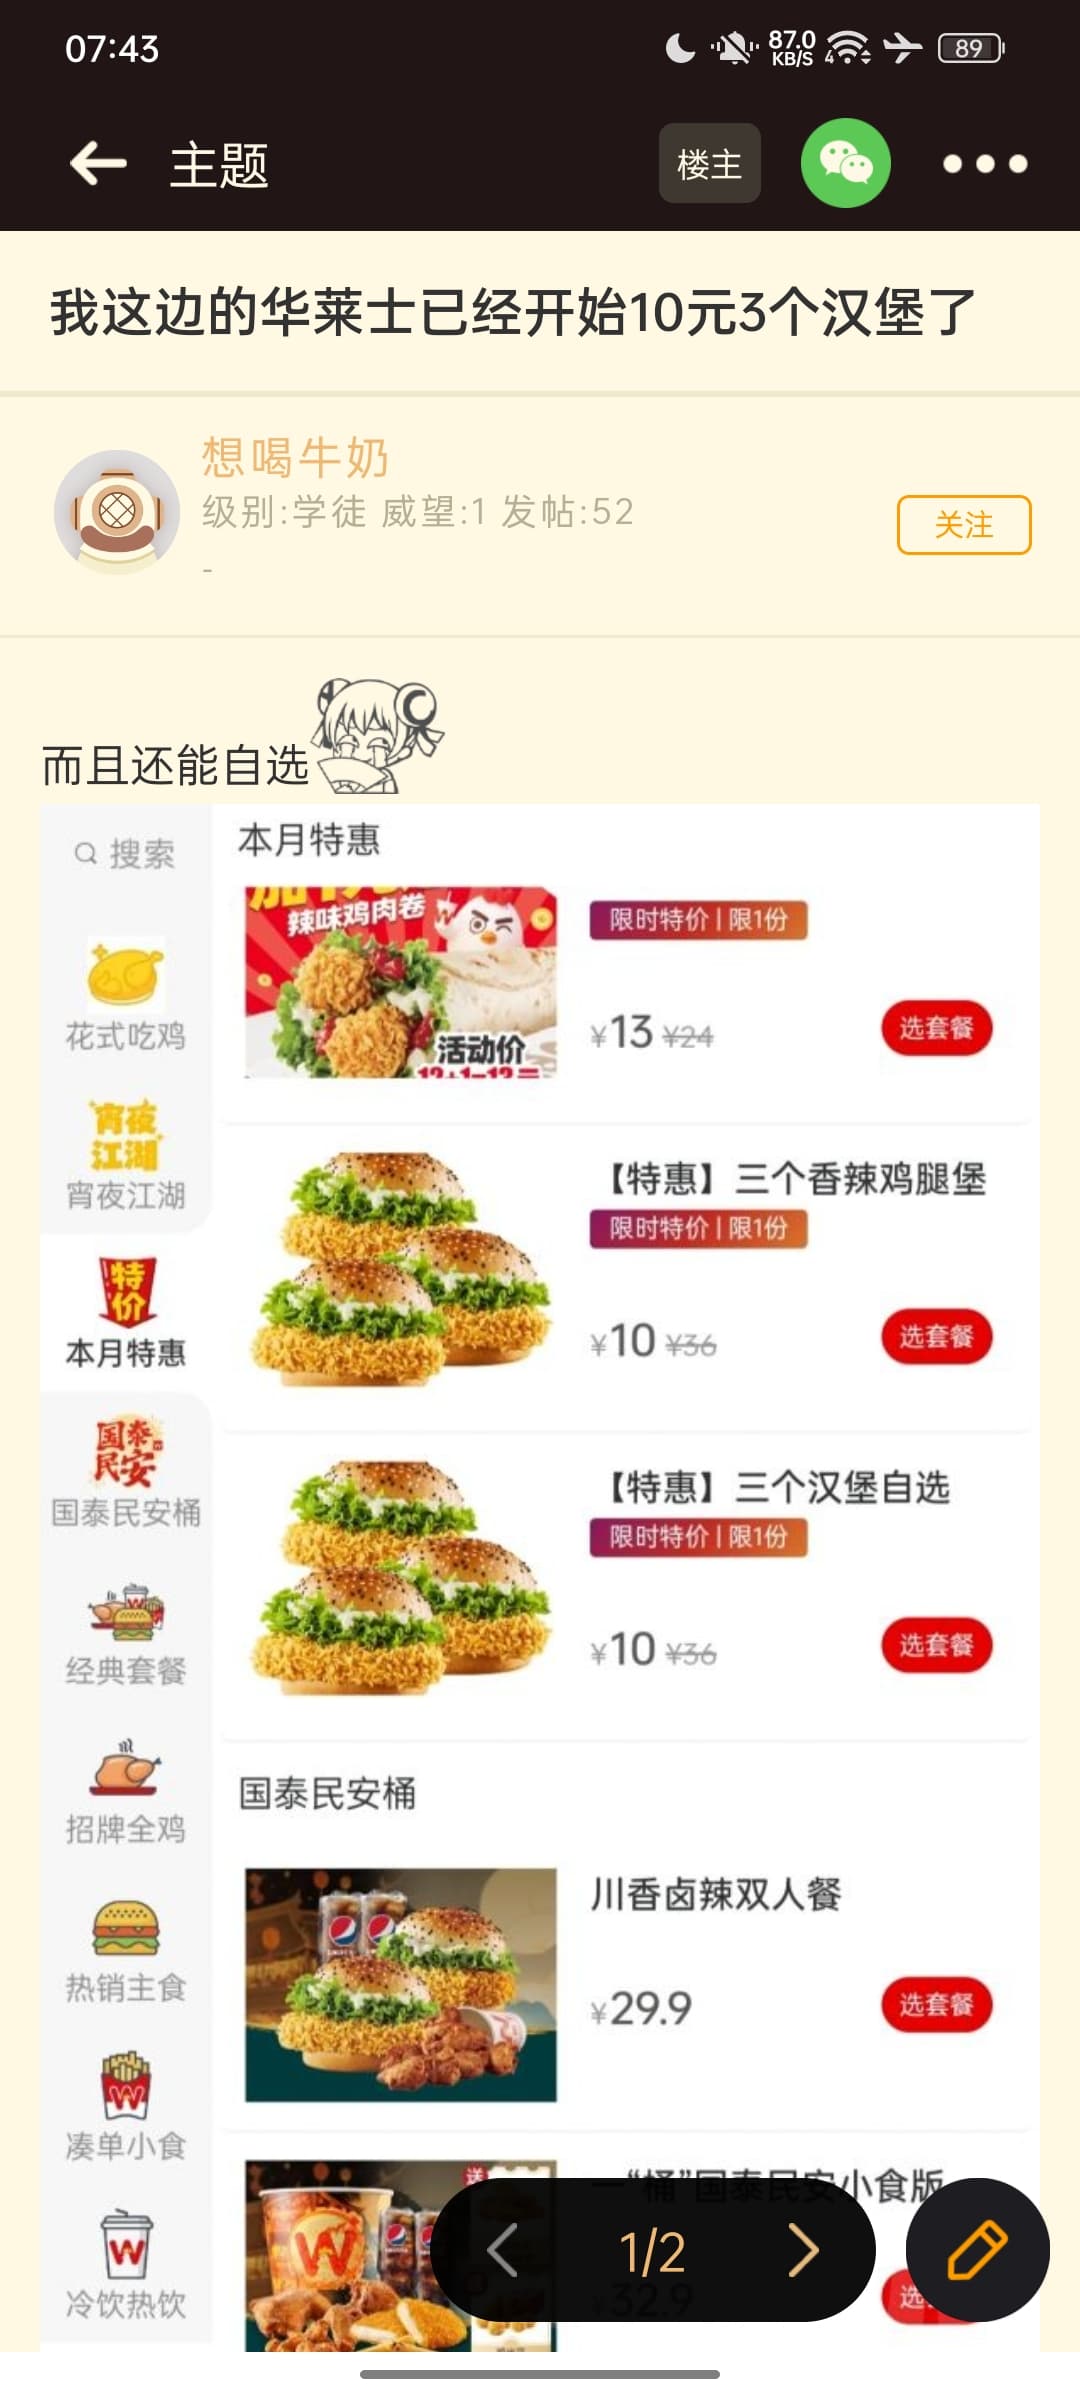 07:43
87.0
KB/S
4
89
主题
楼主
我这边的华莱士已经开始10元3个汉堡了
想喝牛奶
级别:学徒 威望:1 发帖:52
-
关注
而且还能自选
搜索
本月特惠
辣味鸡肉卷
活动价
限时特价 | 限1份
¥13 ¥24
选套餐
花式吃鸡
宵夜
江湖
宵夜江湖
【特惠】三个香辣鸡腿堡
限时特价 | 限1份
¥10 ¥36
选套餐
特
价
本月特惠
国泰
民安
国泰民安桶
【特惠】三个汉堡自选
限时特价 | 限1份
¥10 ¥36
选套餐
经典套餐
招牌全鸡
国泰民安桶
川香卤辣双人餐
¥29.9
选套餐
热销主食
W
凑单小食
W
冷饮热饮
送
W
一“桶”国泰民安小食版
32.9
选
1/2